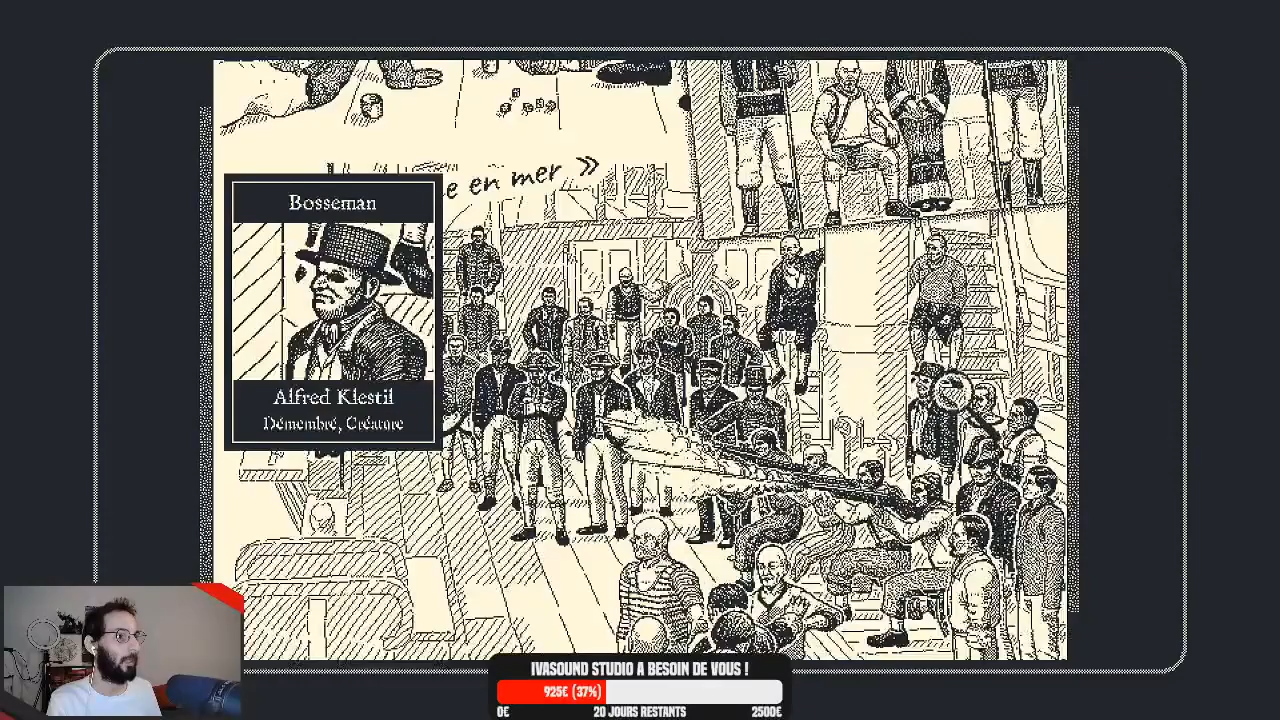 e en mer »
Bosseman
Alfred Klestil
Démembré, Créature
IVASOUND STUDIO A BESOIN DE VOUS !
925€ (37%)
0€ 20 JOURS RESTANTS 2500€